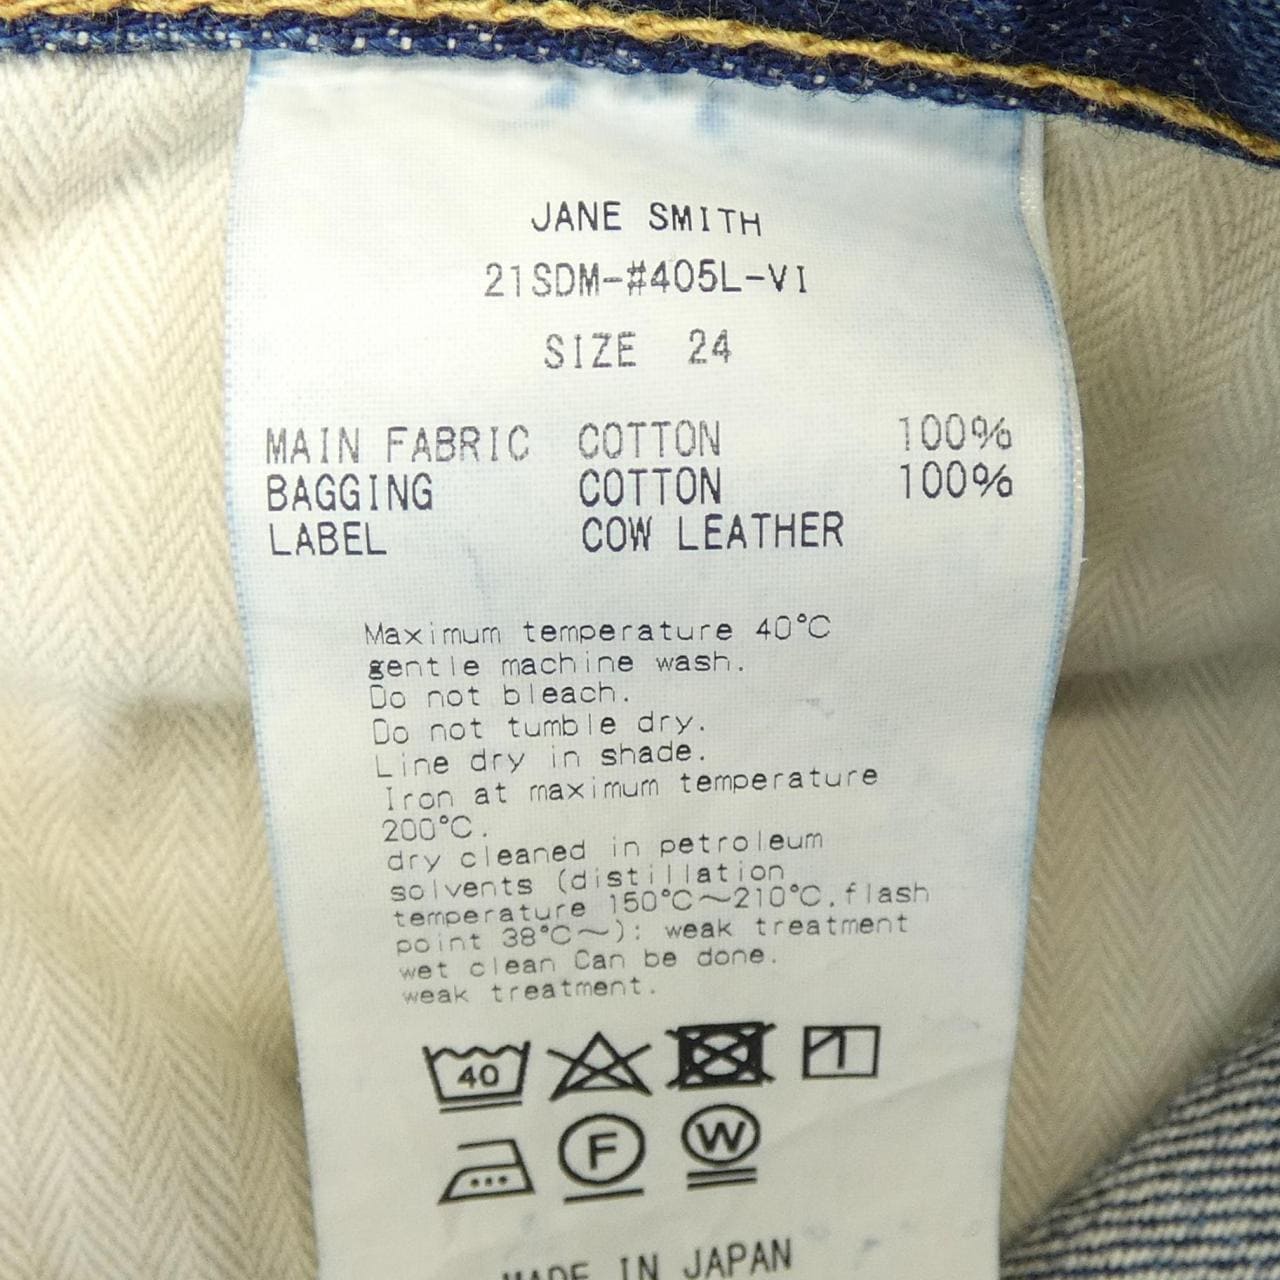 JANE SMITH
21SDM-#405L-VI
SIZE 24
MAIN FABRIC COTTON 100%
BAGGING COTTON 100%
LABEL COW LEATHER
Maximum temperature 40℃
gentle machine wash.
Do not bleach.
Do not tumble dry.
Line dry in shade.
Iron at maximum temperature
200℃.
dry cleaned in petroleum
solvents (distillation
temperature 150℃～210℃.flash
point 38℃～): weak treatment
wet clean Can be done.
weak treatment.
40
F
W
MADE IN JAPAN